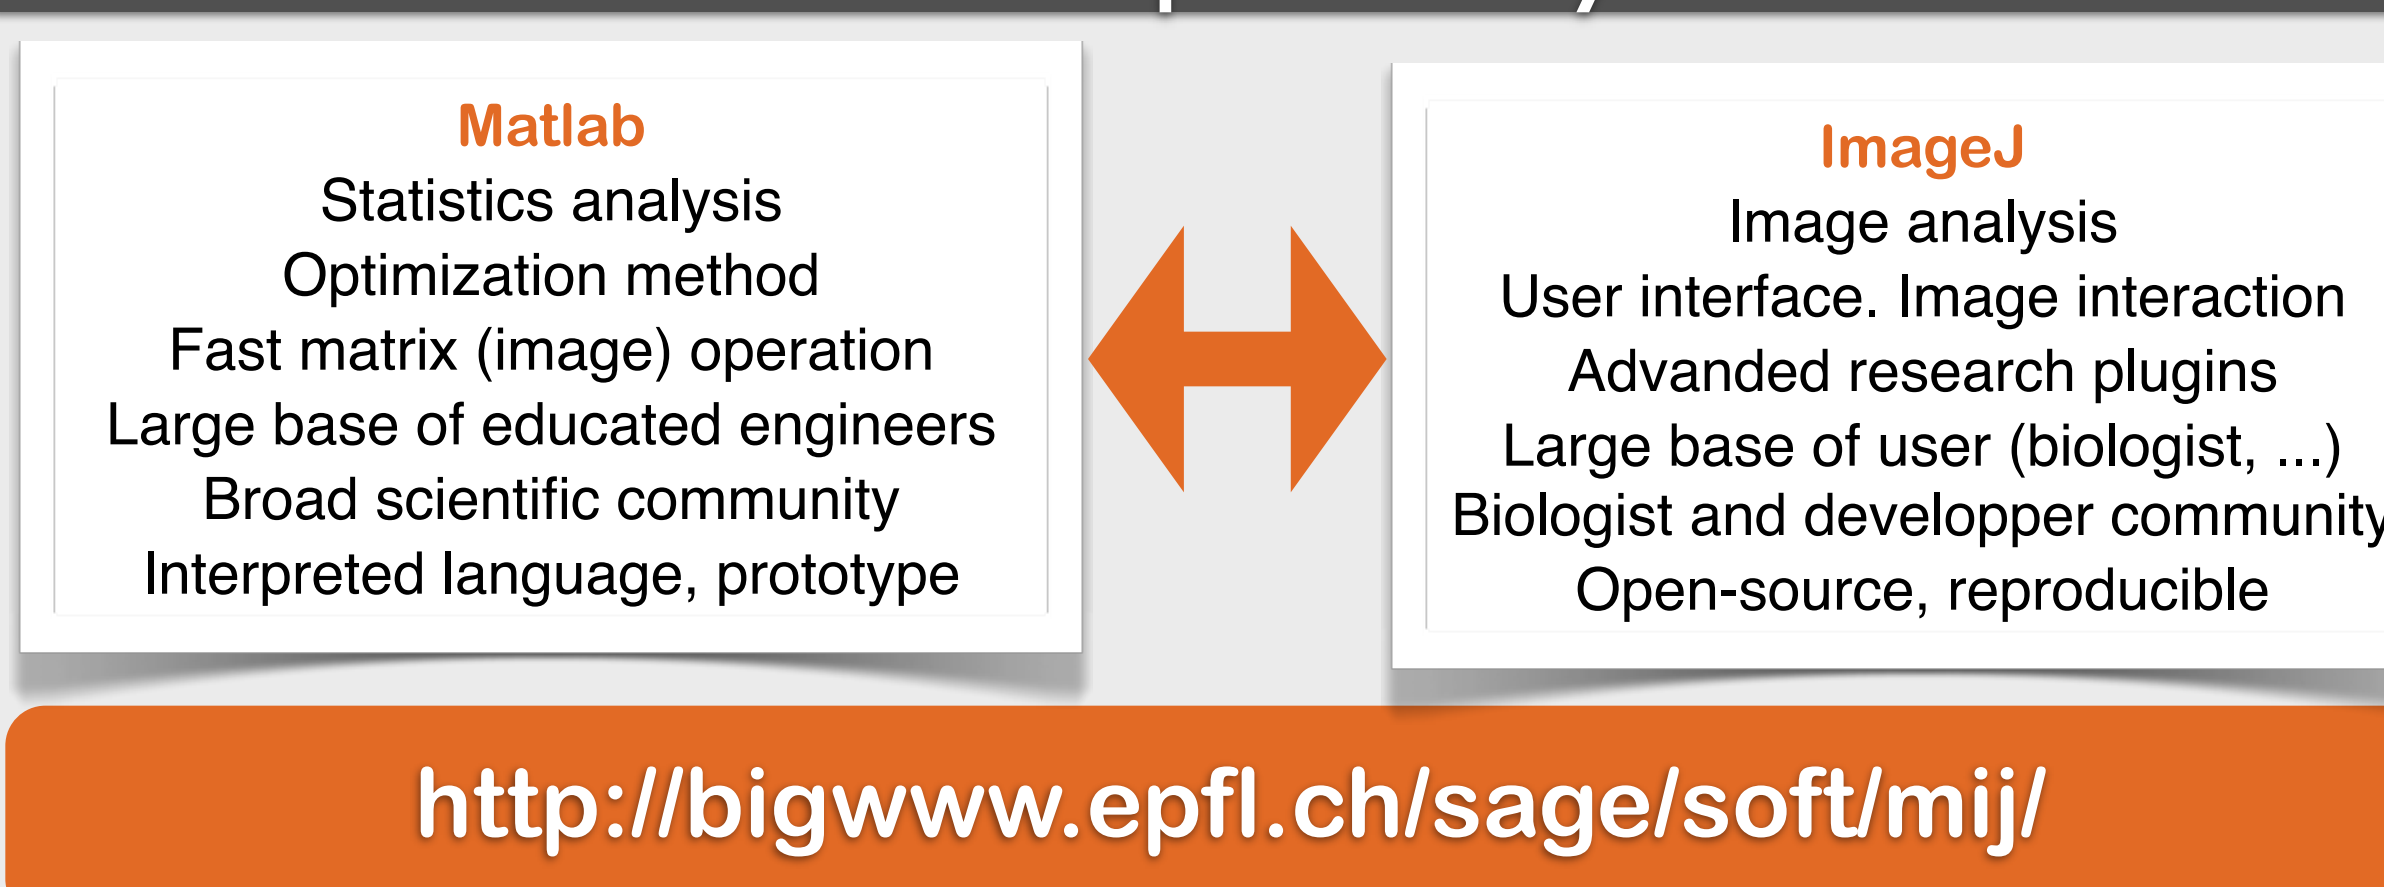 Matlab
Statistics analysis
Optimization method
Fast matrix (image) operation
Large base of educated engineers
Broad scientific community
Interpreted language, prototype
ImageJ
Image analysis
User interface. Image interaction
Advanded research plugins
Large base of user (biologist, ...)
Biologist and developper community
Open-source, reproducible
http://bigwww.epfl.ch/sage/soft/mij/